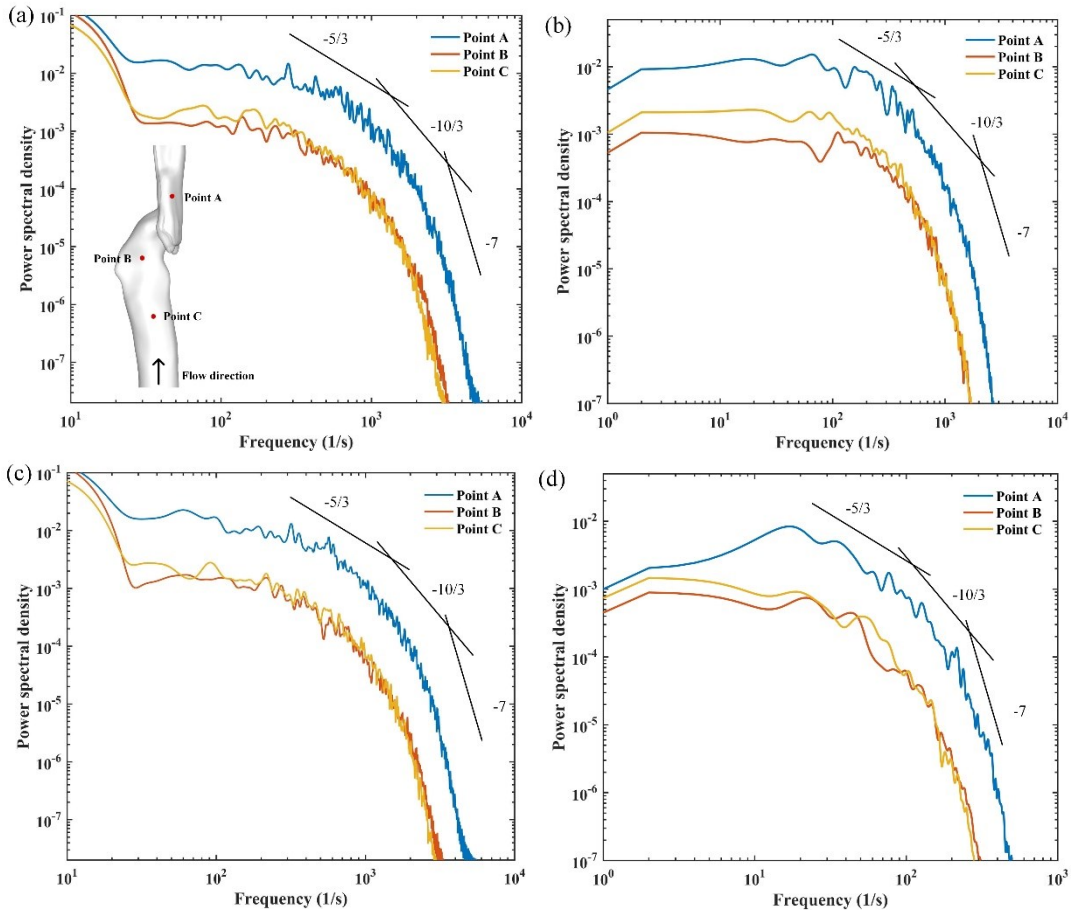 (a)
Power spectral density
10^-1
10^-2
10^-3
10^-4
10^-5
10^-6
10^-7
-5/3
-10/3
-7
Point A
Point B
Point C
Point A
Point B
Point C
Flow direction
10^1
10^2
10^3
10^4
Frequency (1/s)
(b)
Power spectral density
10^-2
10^-3
10^-4
10^-5
10^-6
10^-7
-5/3
-10/3
-7
Point A
Point B
Point C
10^0
10^1
10^2
10^3
10^4
Frequency (1/s)
(c)
Power spectral density
10^-1
10^-2
10^-3
10^-4
10^-5
10^-6
10^-7
-5/3
-10/3
-7
Point A
Point B
Point C
10^1
10^2
10^3
10^4
Frequency (1/s)
(d)
Power spectral density
10^-2
10^-3
10^-4
10^-5
10^-6
10^-7
-5/3
-10/3
-7
Point A
Point B
Point C
10^0
10^1
10^2
10^3
Frequency (1/s)